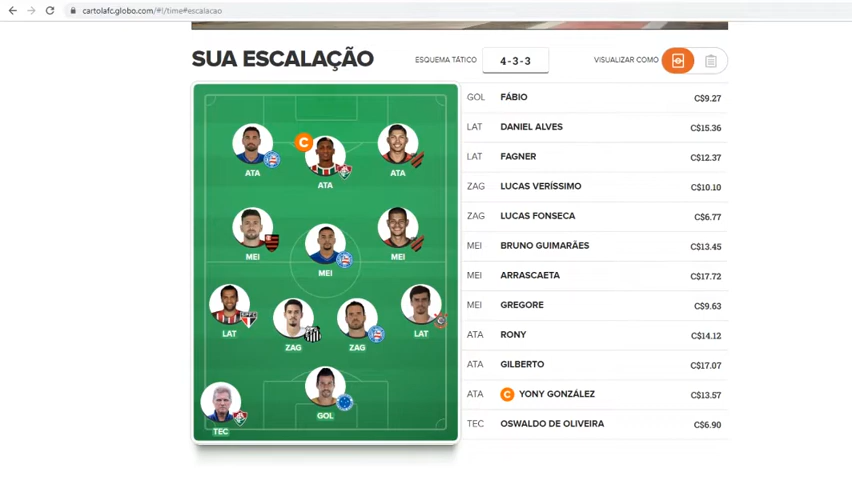 cartolafc.globo.com/#!/time#escalacao
SUA ESCALAÇÃO
ESQUEMA TÁTICO
4-3-3
VISUALIZAR COMO
C
ATA
ATA
ATA
MEI
MEI
MEI
LAT
ZAG
ZAG
LAT
TEC
GOL
GOL FÁBIO C$9.27
LAT DANIEL ALVES C$15.36
LAT FAGNER C$12.37
ZAG LUCAS VERÍSSIMO C$10.10
ZAG LUCAS FONSECA C$6.77
MEI BRUNO GUIMARÃES C$13.45
MEI ARRASCAETA C$17.72
MEI GREGORE C$9.63
ATA RONY C$14.12
ATA GILBERTO C$17.07
ATA C YONY GONZÁLEZ C$13.57
TEC OSWALDO DE OLIVEIRA C$6.90